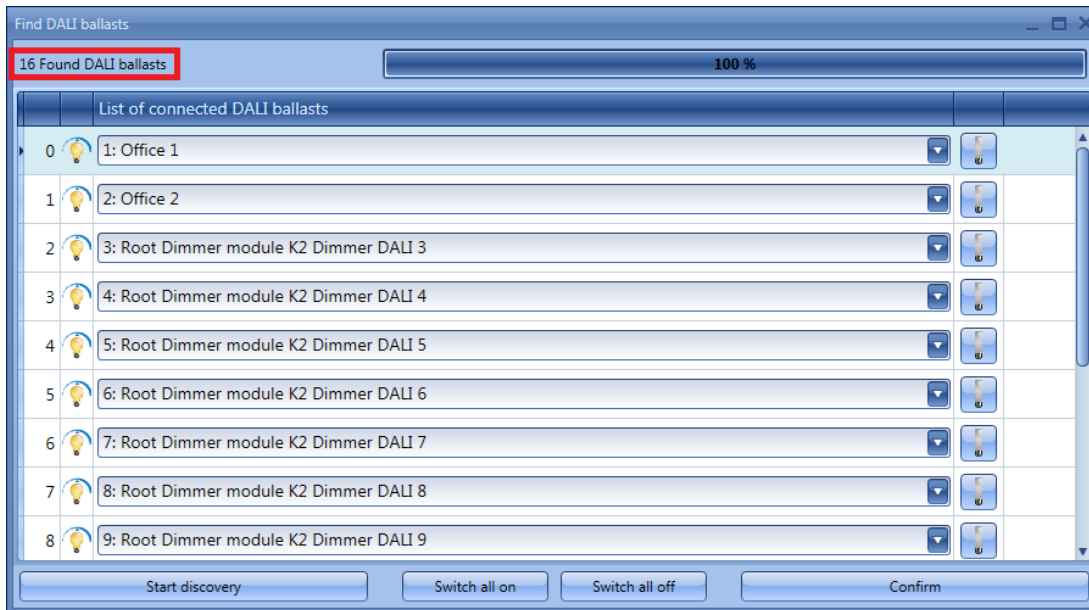 Find DALI ballasts
16 Found DALI ballasts 100 %
List of connected DALI ballasts
0 1: Office 1
1 2: Office 2
2 3: Root Dimmer module K2 Dimmer DALI 3
3 4: Root Dimmer module K2 Dimmer DALI 4
4 5: Root Dimmer module K2 Dimmer DALI 5
5 6: Root Dimmer module K2 Dimmer DALI 6
6 7: Root Dimmer module K2 Dimmer DALI 7
7 8: Root Dimmer module K2 Dimmer DALI 8
8 9: Root Dimmer module K2 Dimmer DALI 9
Start discovery Switch all on Switch all off Confirm